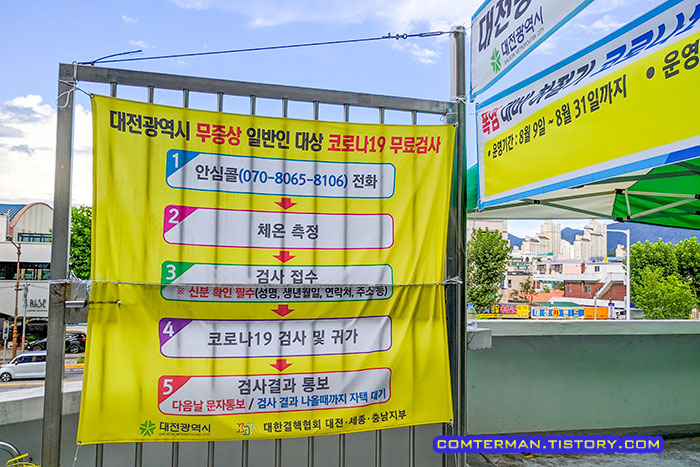 대전광역시 무증상 일반인 대상 코로나19 무료검사
1 안심콜(070-8065-8106) 전화
2 체온 측정
3 검사 접수
※ 신분 확인 필수(성명, 생년월일, 연락처, 주소 등)
4 코로나19 검사 및 귀가
5 검사결과 통보
다음날 문자통보 / 검사 결과 나올때까지 자택 대기
대전광역시
대한결핵협회 대전·세종·충남지부
대전광역시
폭염
• 운영
• 운영기간 : 8월 9일 ~ 8월 31일까지
RISE
COMTERMAN.TISTORY.COM